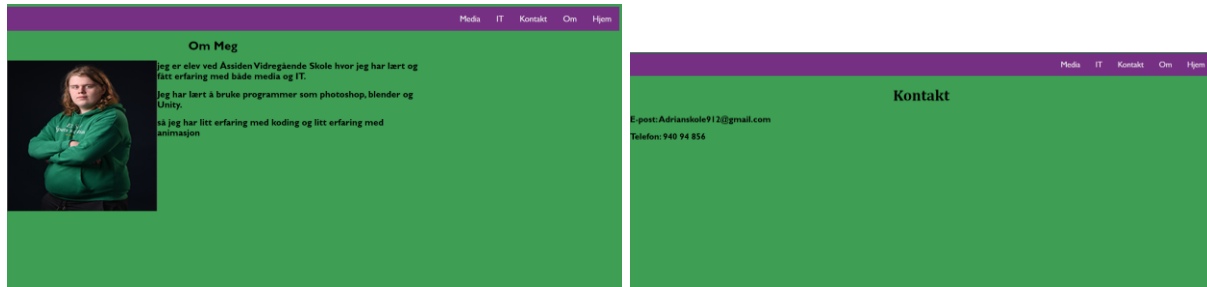 Media IT Kontakt Om Hjem
Om Meg
jeg er elev ved Assiden Vidregående Skole hvor jeg har lært og
fått erfaring med både media og IT.
Jeg har lært å bruke programmer som photoshop, blender og
Unity.
så jeg har litt erfaring med koding og litt erfaring med
animasjon
Media IT Kontakt Om Hjem
Kontakt
E-post: Adrianskole912@gmail.com
Telefon: 940 94 856